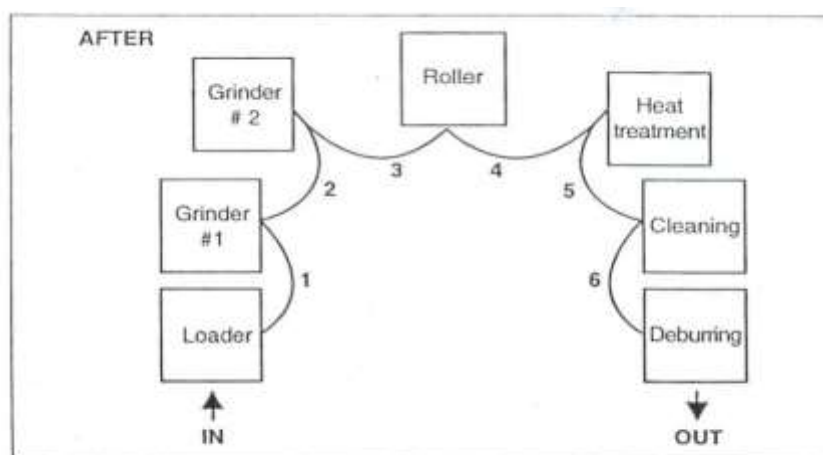 AFTER
Grinder
# 2
Roller
Heat
treatment
3
4
2
5
Grinder
#1
Cleaning
1
6
Loader
Deburring
IN
OUT